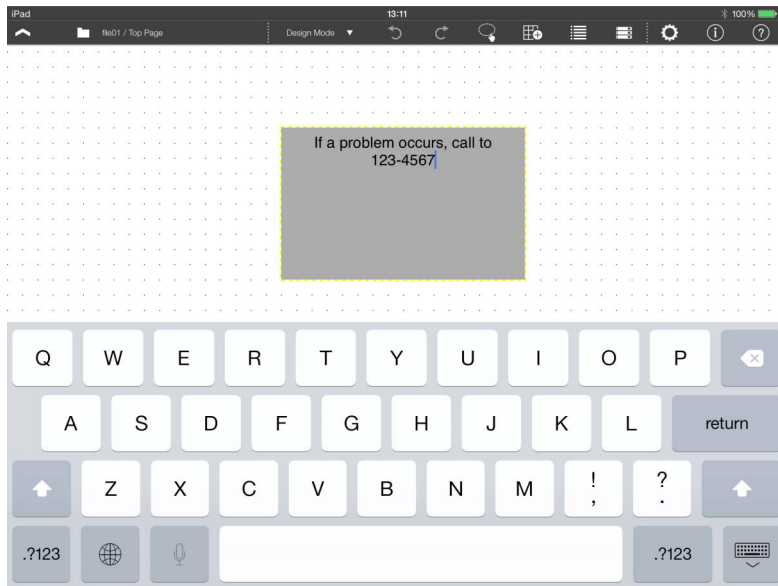 iPad 13:11 100%
file01 / Top Page Design Mode
If a problem occurs, call to
123-4567
Q W E R T Y U I O P
A S D F G H J K L return
Z X C V B N M ! , ? .
.?123 .?123